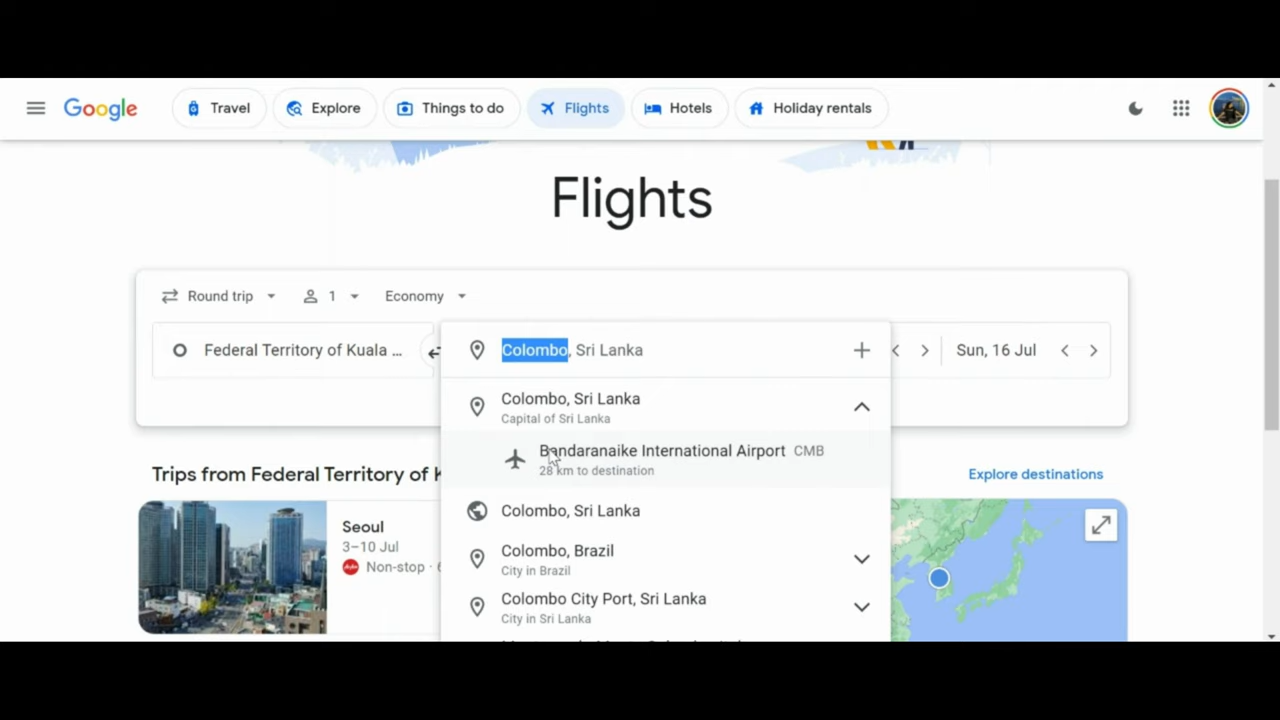 Google
Travel
Explore
Things to do
Flights
Hotels
Holiday rentals
Flights
Round trip
1
Economy
Federal Territory of Kuala ...
Colombo, Sri Lanka
Sun, 16 Jul
Colombo, Sri Lanka
Capital of Sri Lanka
Bandaranaike International Airport CMB
28 km to destination
Trips from Federal Territory of
Explore destinations
Colombo, Sri Lanka
Seoul
3–10 Jul
Non-stop ·
Colombo, Brazil
City in Brazil
Colombo City Port, Sri Lanka
City in Sri Lanka